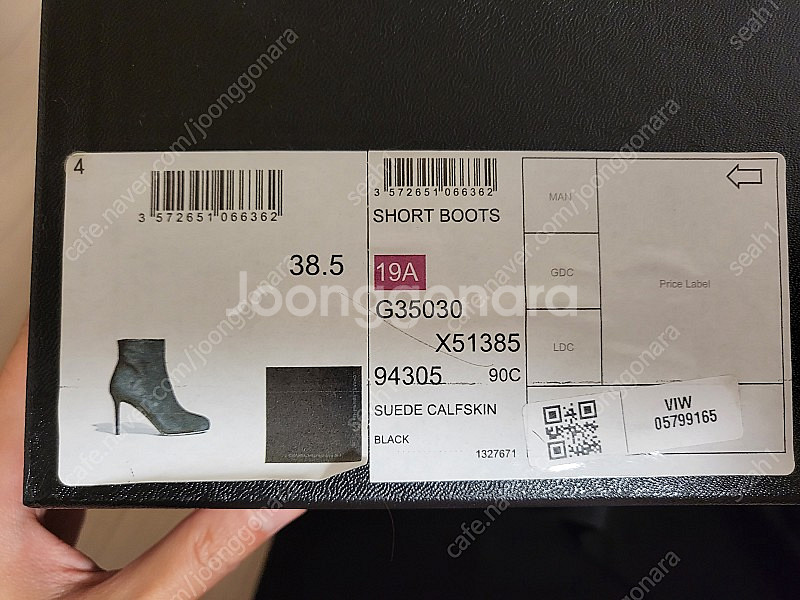 4
3 572651 066362
38.5
3 572651 066362
SHORT BOOTS
19A
G35030
X51385
94305 90C
SUEDE CALFSKIN
BLACK
1327671
MAN
GDC
LDC
Price Label
VIW
05799165
Joonggonara
cafe.naver.com/joonggonara
seah1